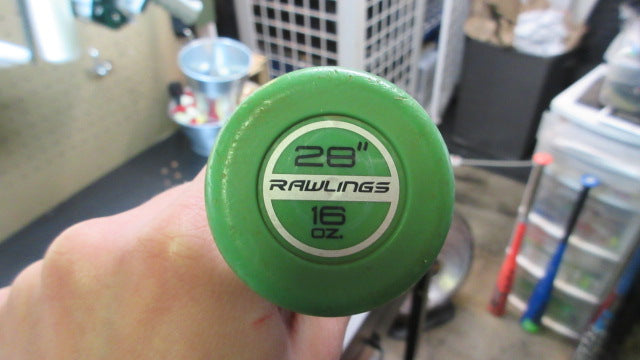 28"
RAWLINGS
16
OZ.